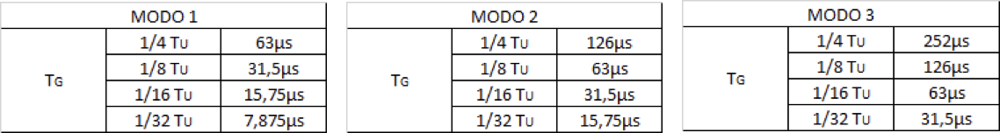 MODO 1
TG
1/4 TU 63µs
1/8 TU 31,5µs
1/16 TU 15,75µs
1/32 TU 7,875µs
MODO 2
TG
1/4 TU 126µs
1/8 TU 63µs
1/16 TU 31,5µs
1/32 TU 15,75µs
MODO 3
TG
1/4 TU 252µs
1/8 TU 126µs
1/16 TU 63µs
1/32 TU 31,5µs